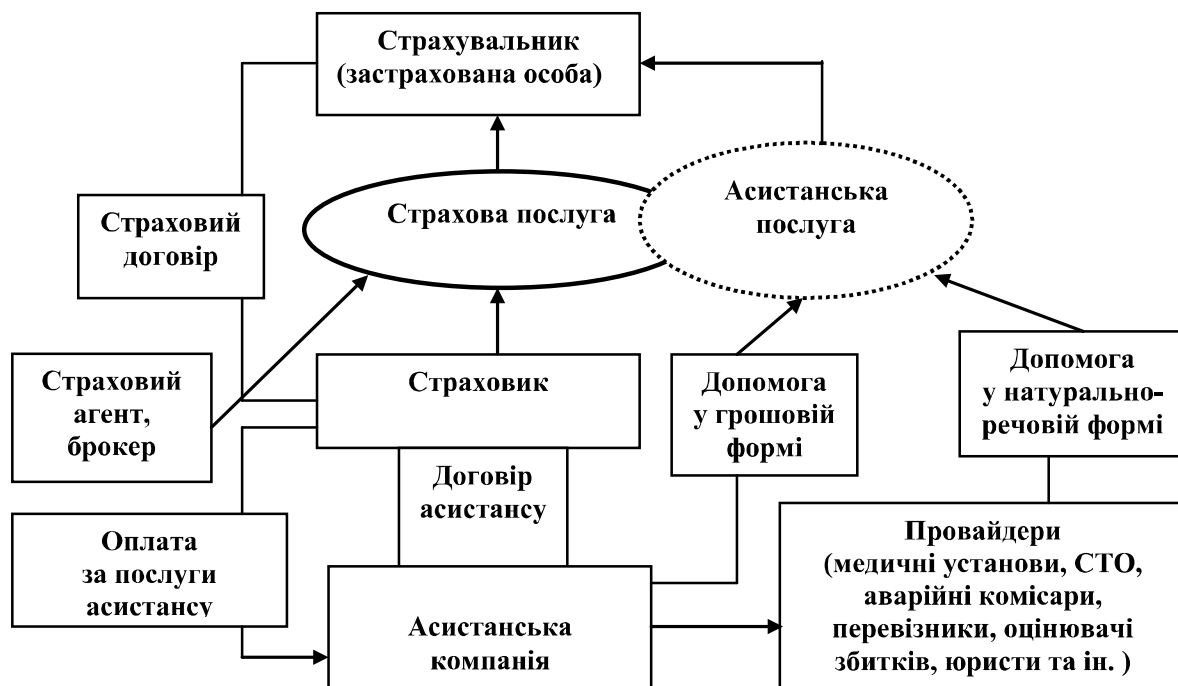 Страхувальник
(застрахована особа)
Страхова послуга
Асистанська
послуга
Страховий
договір
Страховий
агент,
брокер
Страховик
Допомога
у грошовій
формі
Допомога
у натурально-
речовій формі
Договір
асистансу
Оплата
за послуги
асистансу
Асистанська
компанія
Провайдери
(медичні установи, СТО,
аварійні комісари,
перевізники, оцінювачі
збитків, юристи та ін. )